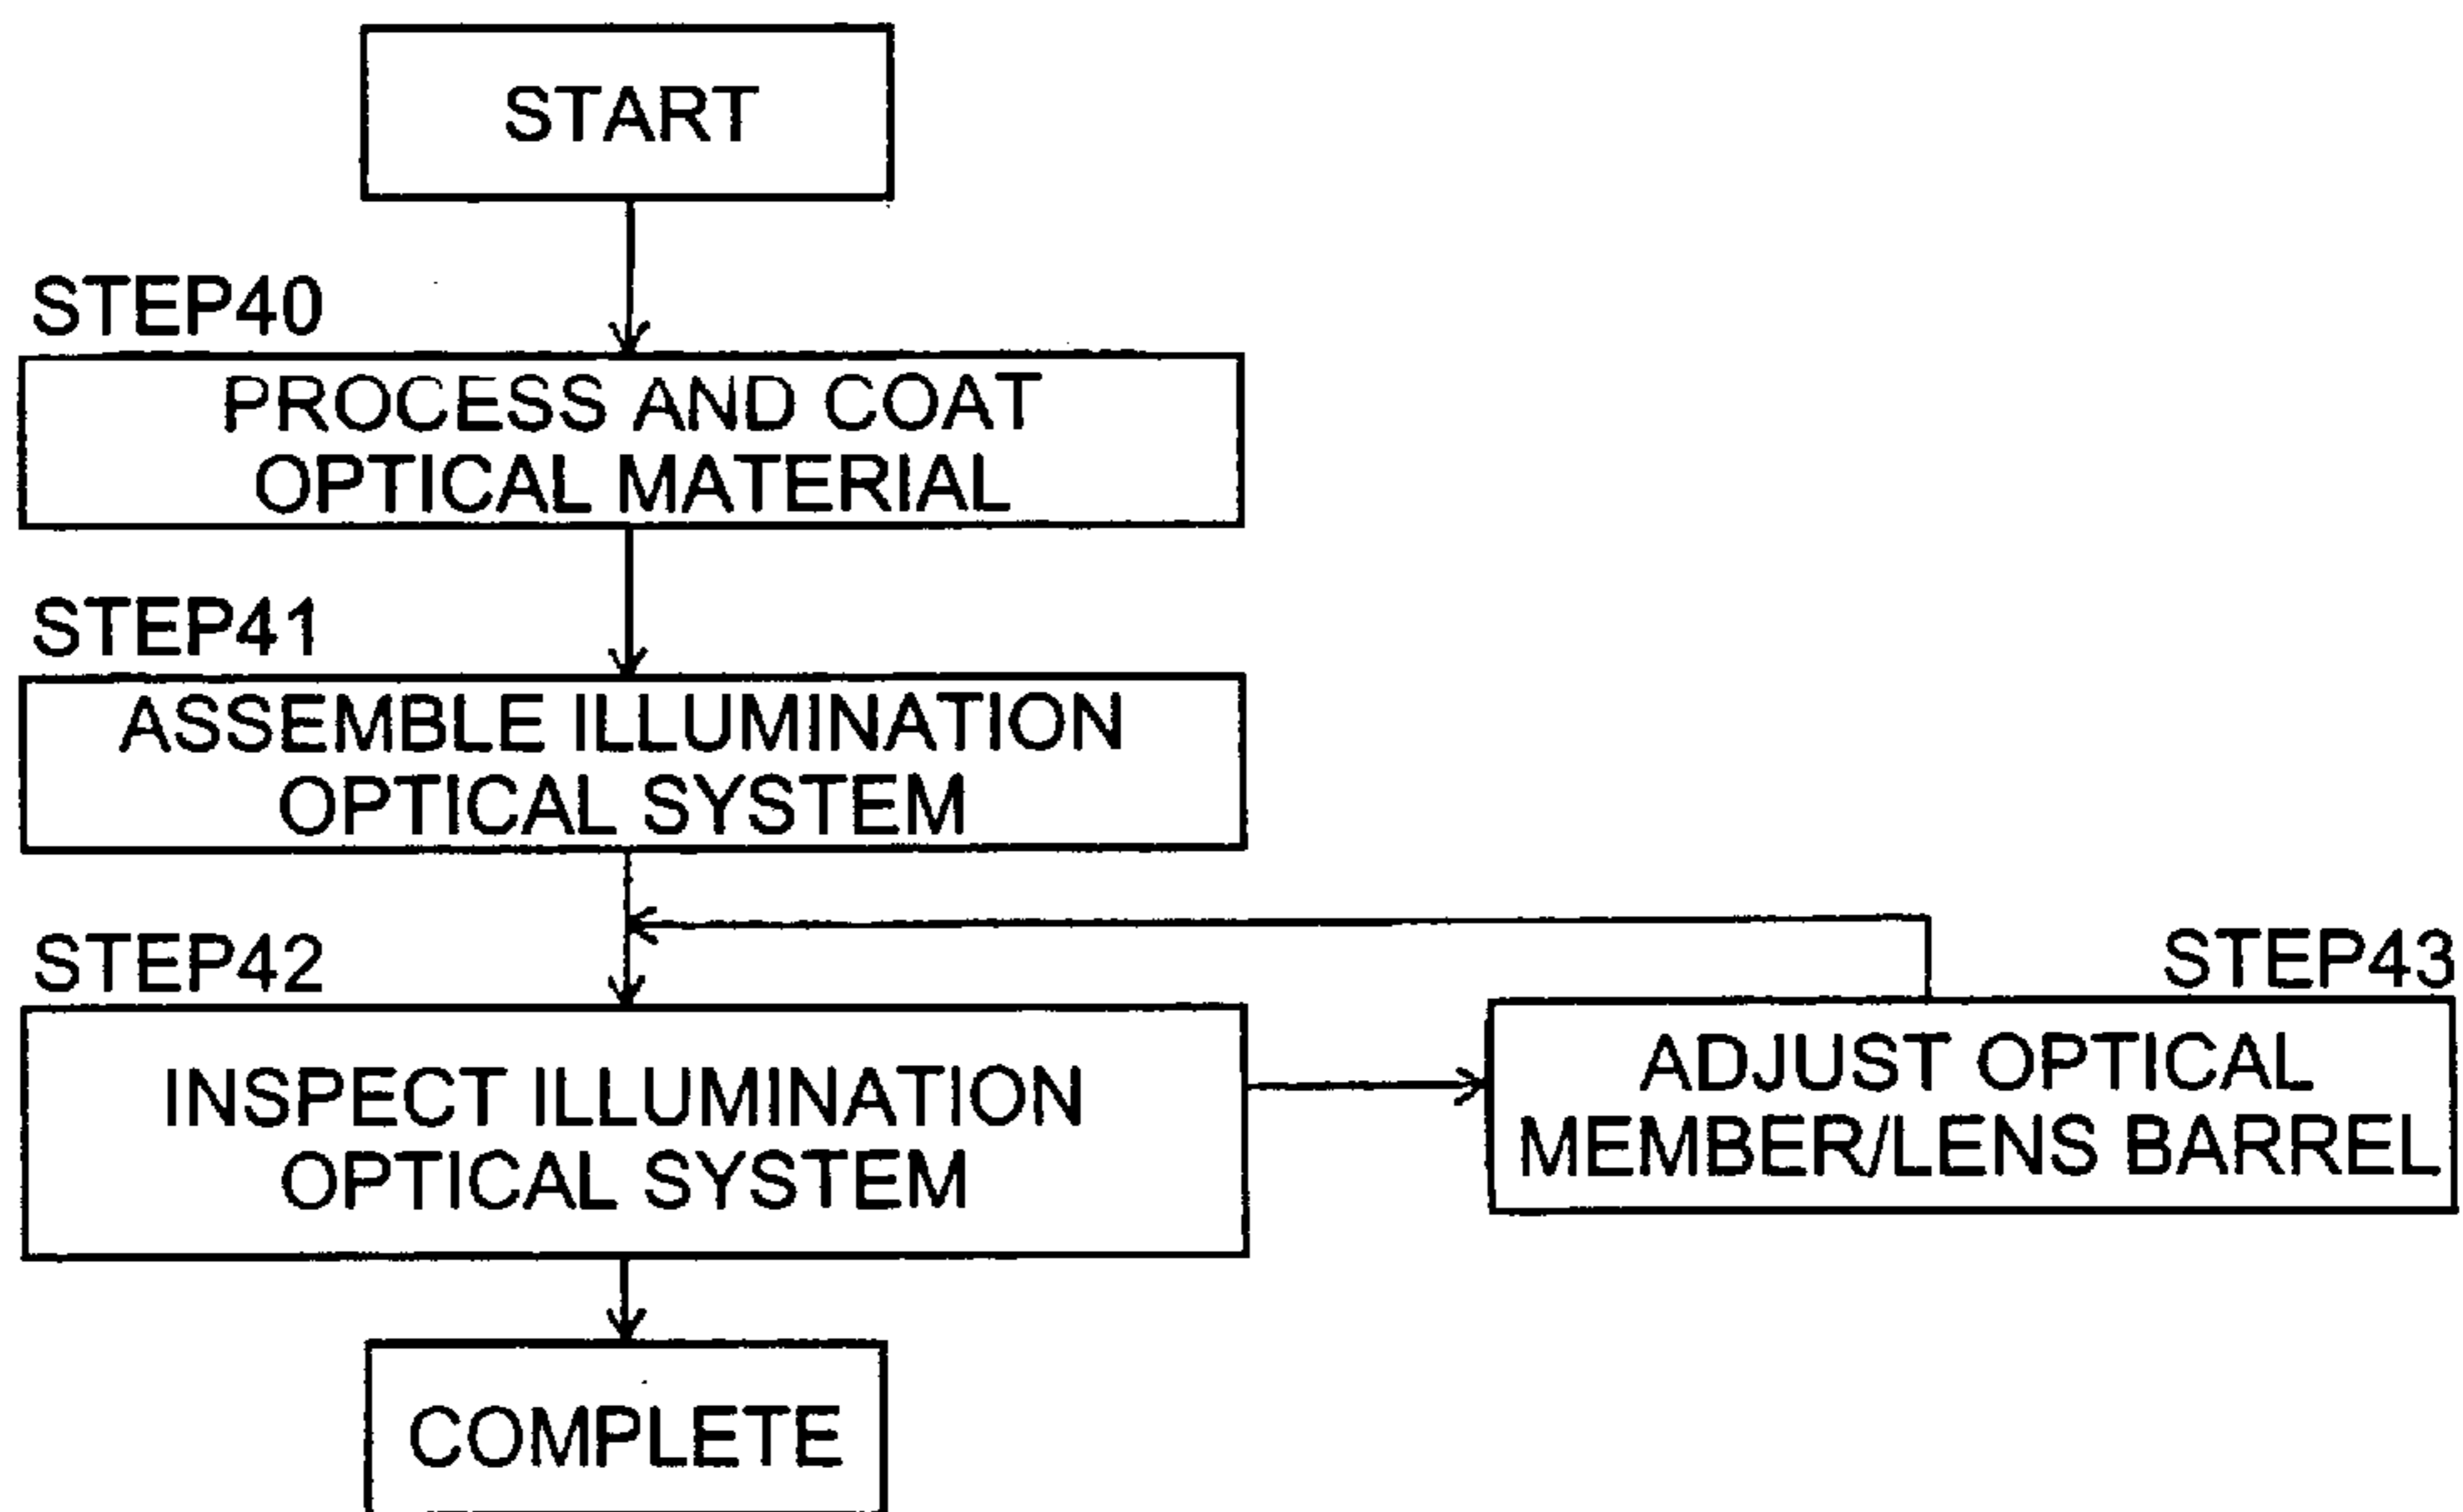 START
STEP40
PROCESS AND COAT
OPTICAL MATERIAL
STEP41
ASSEMBLE ILLUMINATION
OPTICAL SYSTEM
STEP42
INSPECT ILLUMINATION
OPTICAL SYSTEM
STEP43
ADJUST OPTICAL
MEMBER/LENS BARREL
COMPLETE